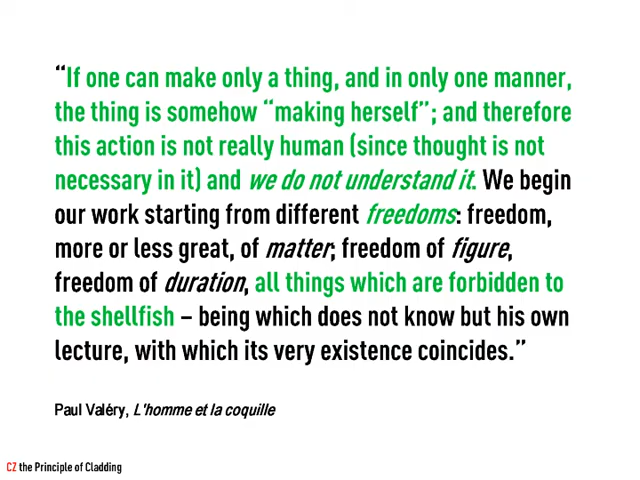 “If one can make only a thing, and in only one manner,
the thing is somehow “making herself”; and therefore
this action is not really human (since thought is not
necessary in it) and we do not understand it. We begin
our work starting from different freedoms: freedom,
more or less great, of matter; freedom of figure,
freedom of duration, all things which are forbidden to
the shellfish – being which does not know but his own
lecture, with which its very existence coincides.”
Paul Valéry, L'homme et la coquille
CZ the Principle of Cladding